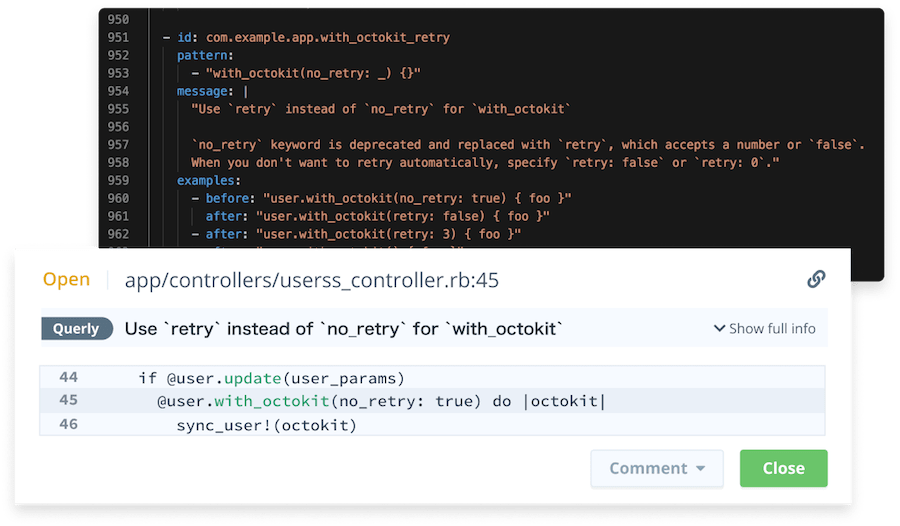 950
951 - id: com.example.app.with_octokit_retry
952 pattern:
953 - "with_octokit(no_retry: _) {}"
954 message: |
955 "Use `retry` instead of `no_retry` for `with_octokit`
956
957 `no_retry` keyword is deprecated and replaced with `retry`, which accepts a number or `false`.
958 When you don't want to retry automatically, specify `retry: false` or `retry: 0`."
959 examples:
960 - before: "user.with_octokit(no_retry: true) { foo }"
961 after: "user.with_octokit(retry: false) { foo }"
962 - after: "user.with_octokit(retry: 3) { foo }"
Open app/controllers/userss_controller.rb:45
Querly Use `retry` instead of `no_retry` for `with_octokit` Show full info
44 if @user.update(user_params)
45 @user.with_octokit(no_retry: true) do |octokit|
46 sync_user!(octokit)
Comment Close